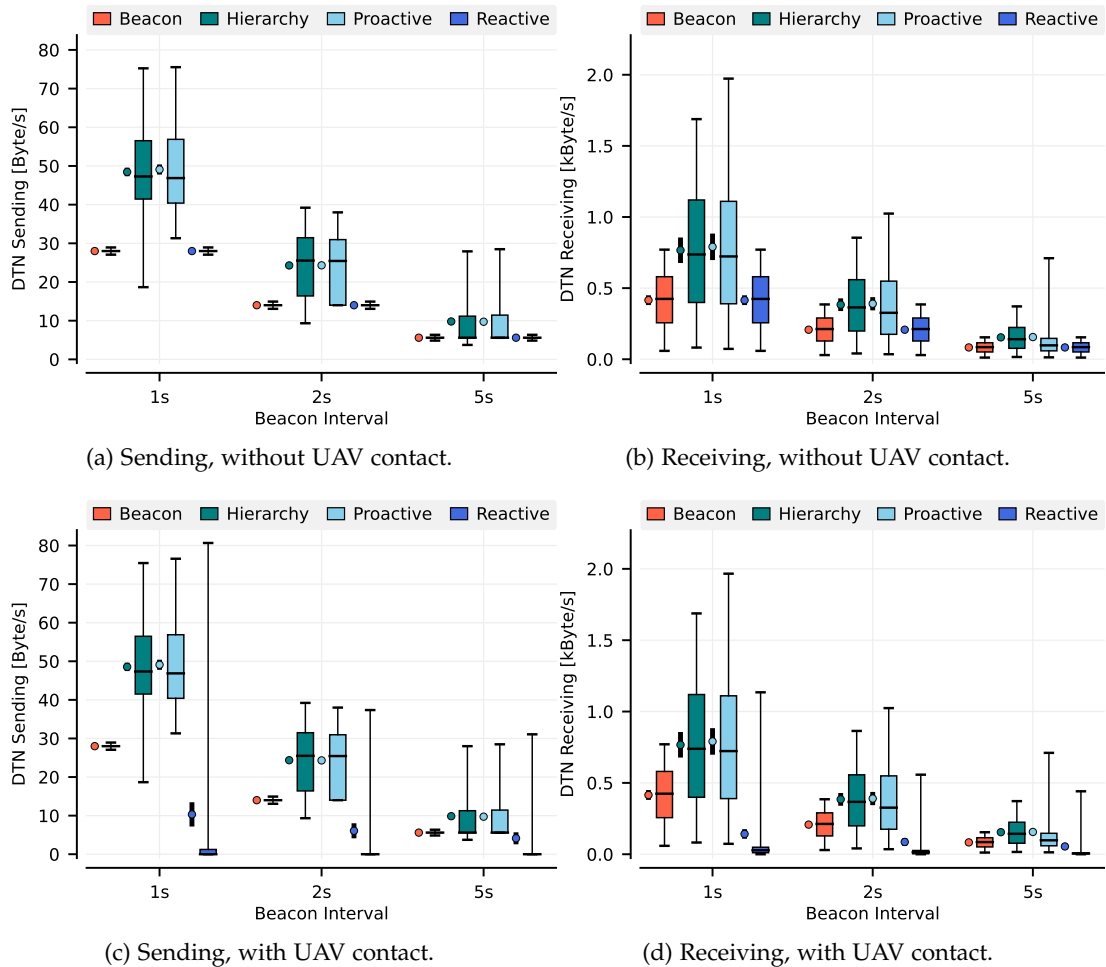 Beacon Hierarchy Proactive Reactive
DTN Sending [Byte/s]
80
70
60
50
40
30
20
10
0
1s 2s 5s
Beacon Interval
(a) Sending, without UAV contact.
Beacon Hierarchy Proactive Reactive
DTN Receiving [kByte/s]
2.0
1.5
1.0
0.5
0.0
1s 2s 5s
Beacon Interval
(b) Receiving, without UAV contact.
Beacon Hierarchy Proactive Reactive
DTN Sending [Byte/s]
80
70
60
50
40
30
20
10
0
1s 2s 5s
Beacon Interval
(c) Sending, with UAV contact.
Beacon Hierarchy Proactive Reactive
DTN Receiving [kByte/s]
2.0
1.5
1.0
0.5
0.0
1s 2s 5s
Beacon Interval
(d) Receiving, with UAV contact.